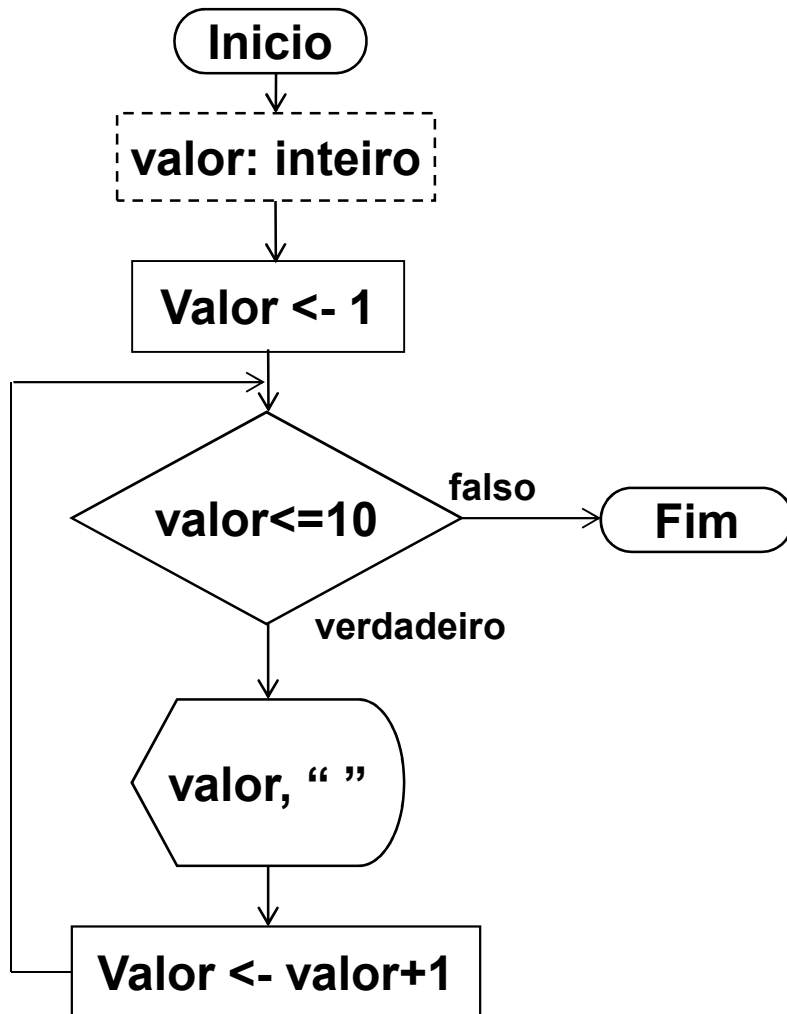 Inicio
valor: inteiro
Valor <- 1
valor<=10
falso
Fim
verdadeiro
valor, “ ”
Valor <- valor+1